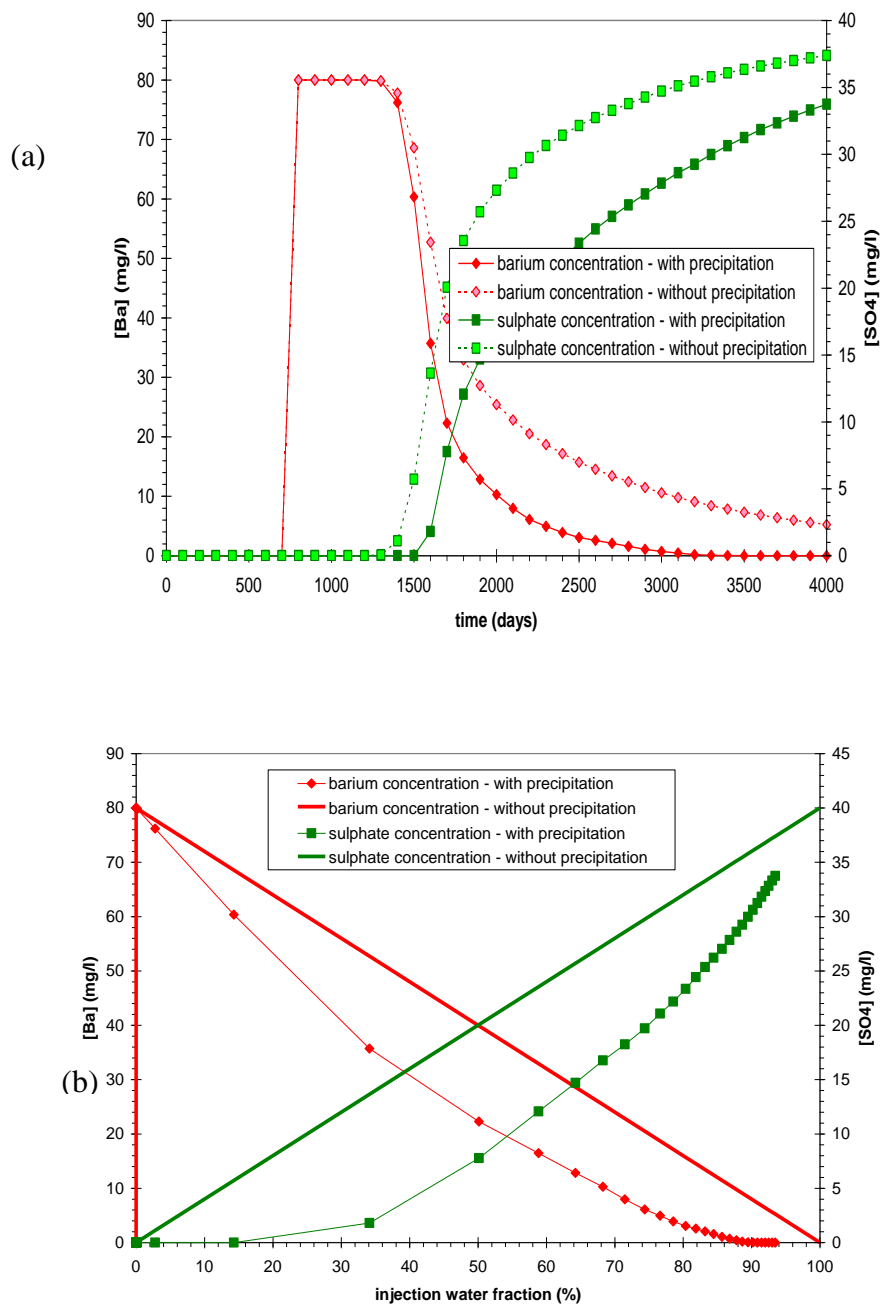 (a)
[Ba] (mg/l)
90
80
70
60
50
40
30
20
10
0
barium concentration - with precipitation
barium concentration - without precipitation
sulphate concentration - with precipitation
sulphate concentration - without precipitation
40
35
30
25
20
15
10
5
0
[SO4] (mg/l)
0 500 1000 1500 2000 2500 3000 3500 4000
time (days)
(b)
[Ba] (mg/l)
90
80
70
60
50
40
30
20
10
0
barium concentration - with precipitation
barium concentration - without precipitation
sulphate concentration - with precipitation
sulphate concentration - without precipitation
45
40
35
30
25
20
15
10
5
0
[SO4] (mg/l)
0 10 20 30 40 50 60 70 80 90 100
injection water fraction (%)